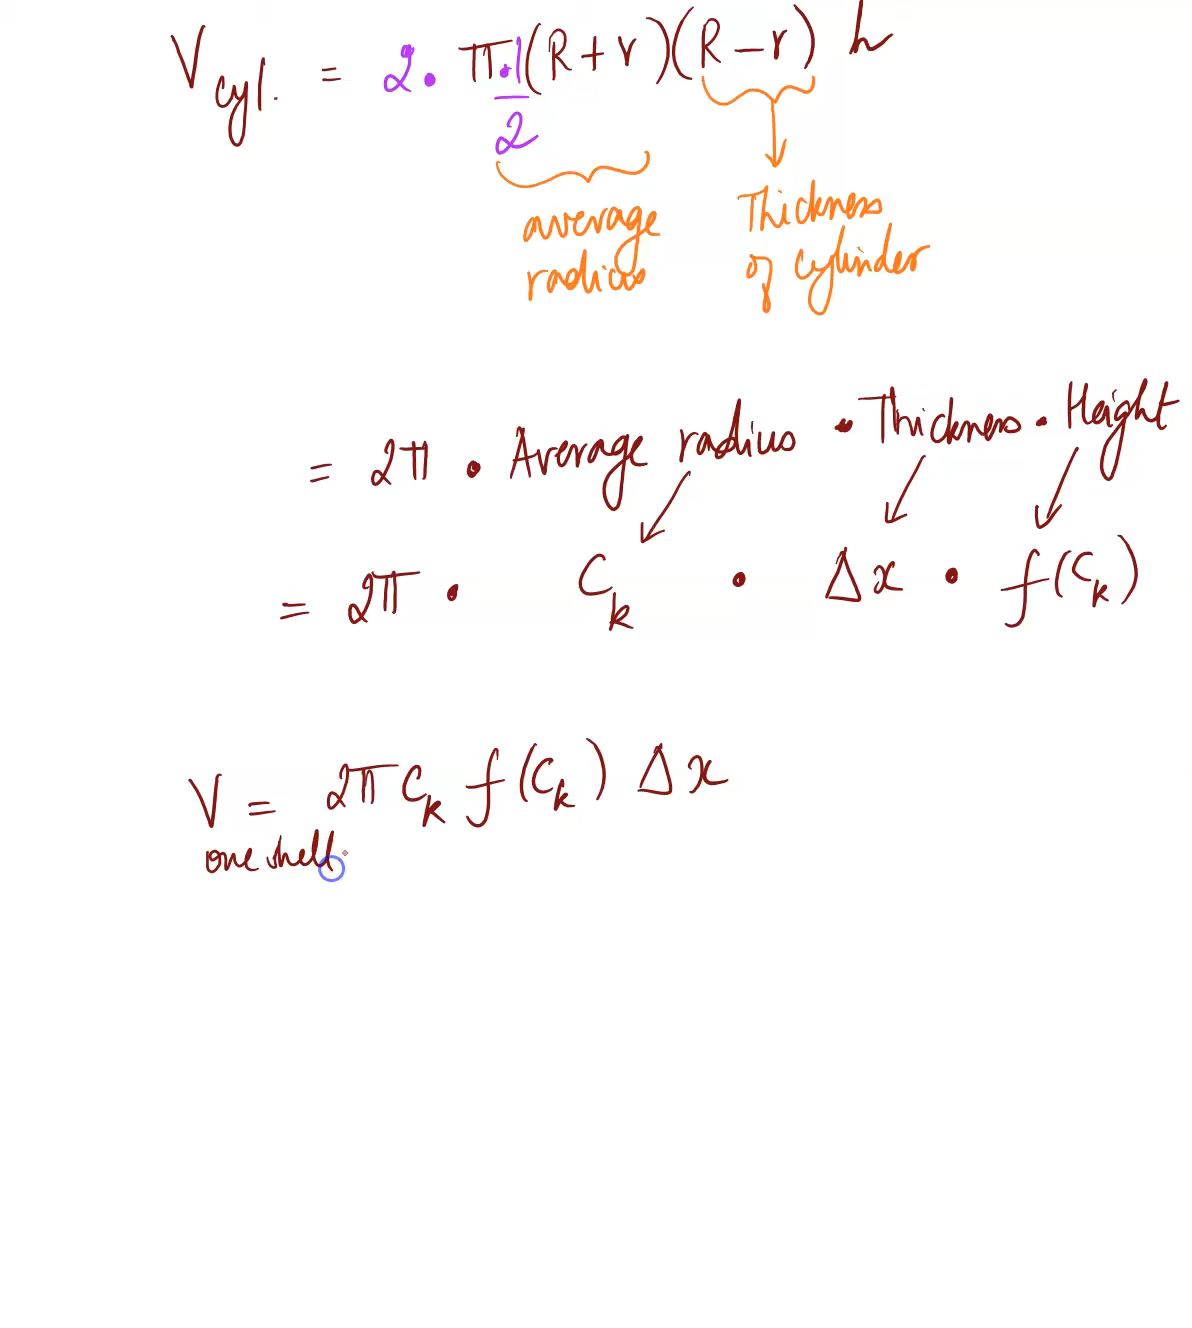 V cyl. = 2 · π · 1/2 (R + r)(R − r) h
average radius
Thickness of cylinder
= 2π · Average radius · Thickness · Height
= 2π · C_k · Δx · f(C_k)
V = 2π C_k f(C_k) Δx
one shell